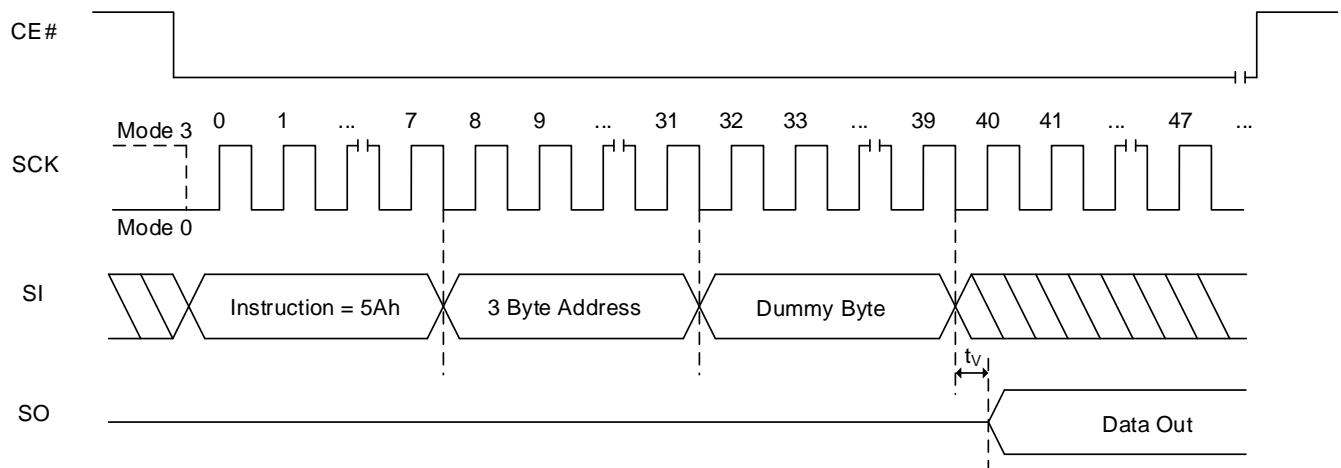 CE#
0 1 ... 7 8 9 ... 31 32 33 ... 39 40 41 ... 47 ...
Mode 3
SCK
Mode 0
SI
Instruction = 5Ah
3 Byte Address
Dummy Byte
tV
SO
Data Out